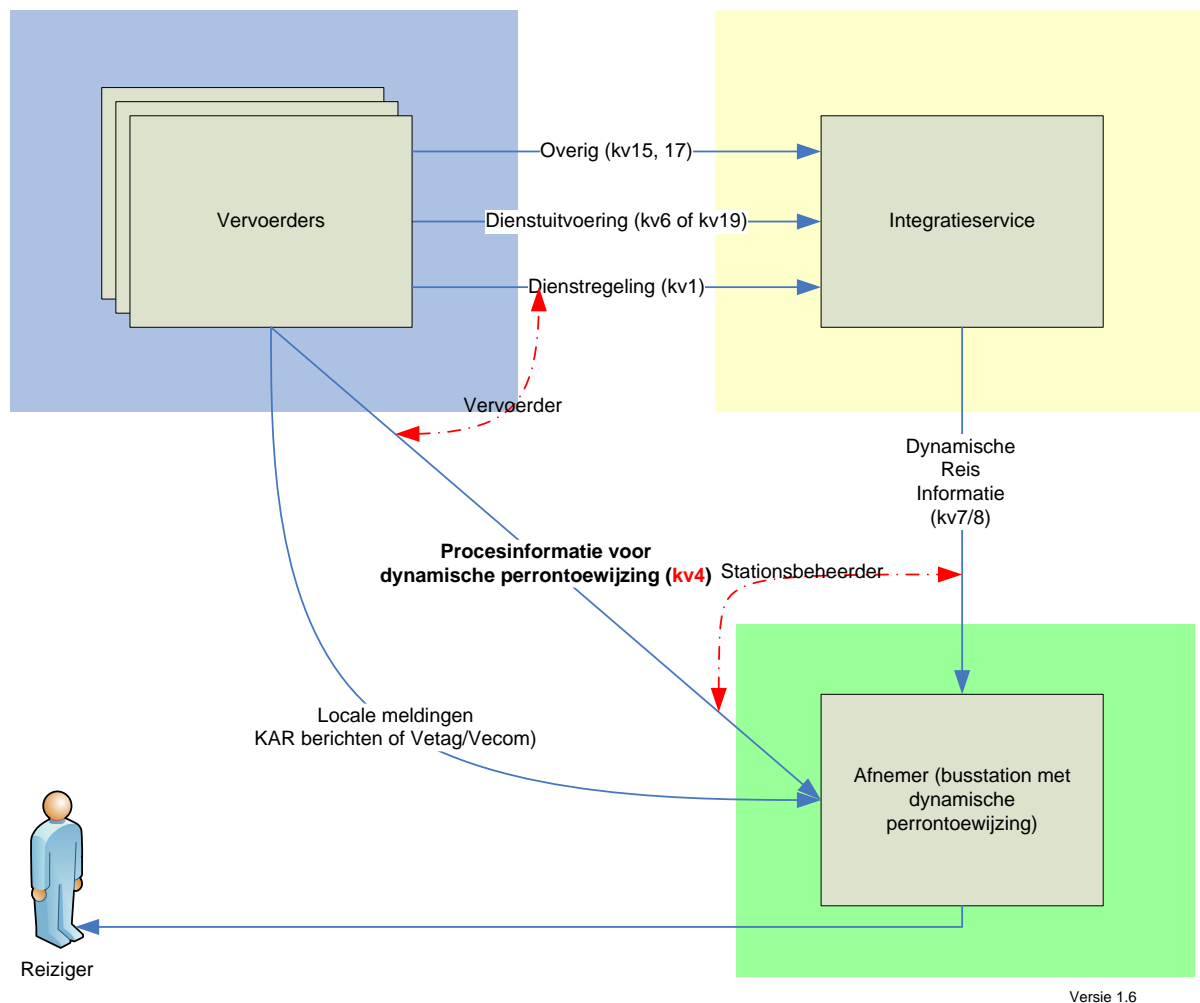 Vervoerders
Overig (kv15, 17)
Dienstuitvoering (kv6 of kv19)
Dienstregeling (kv1)
Integratieservice
Vervoerder
Dynamische
Reis
Informatie
(kv7/8)
Procesinformatie voor
dynamische perrontoewijzing (kv4)
Stationsbeheerder
Locale meldingen
KAR berichten of Vetag/Vecom)
Afnemer (busstation met
dynamische
perrontoewijzing)
Reiziger
Versie 1.6